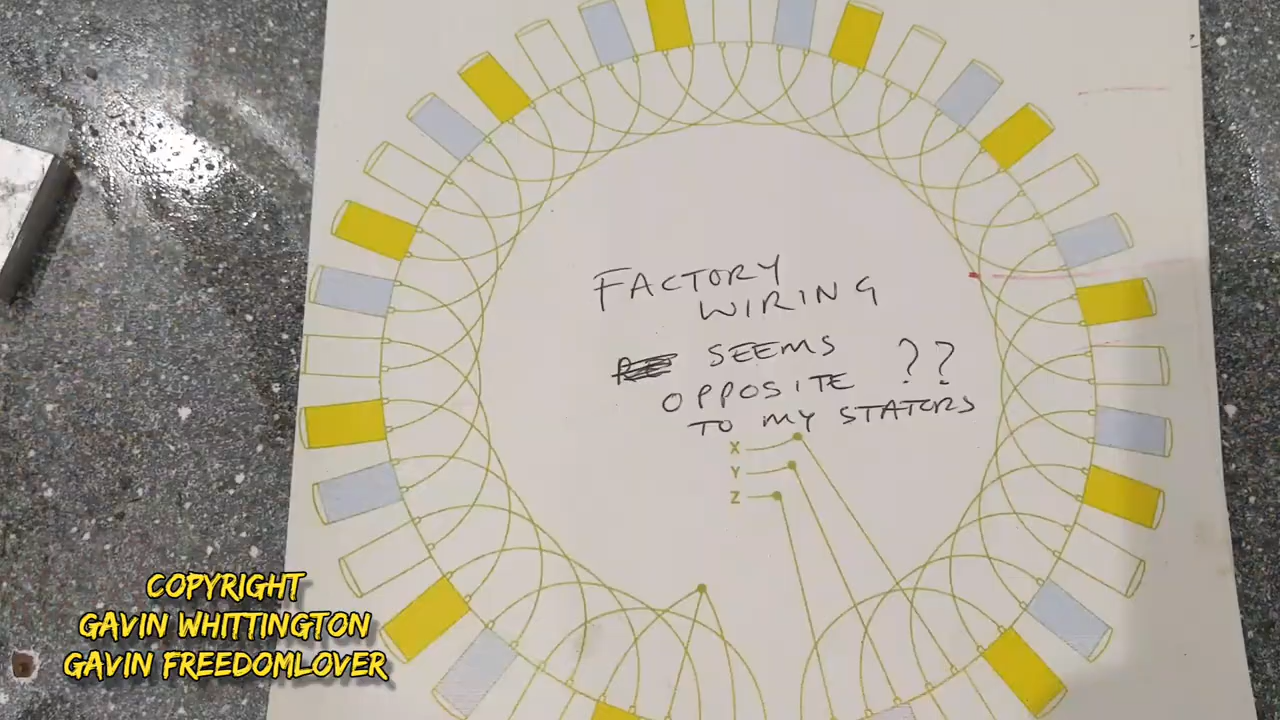 FACTORY
WIRING
SEEMS
OPPOSITE ??
TO MY STATORS
X
Y
Z
COPYRIGHT
GAVIN WHITTINGTON
GAVIN FREEDOMLOVER